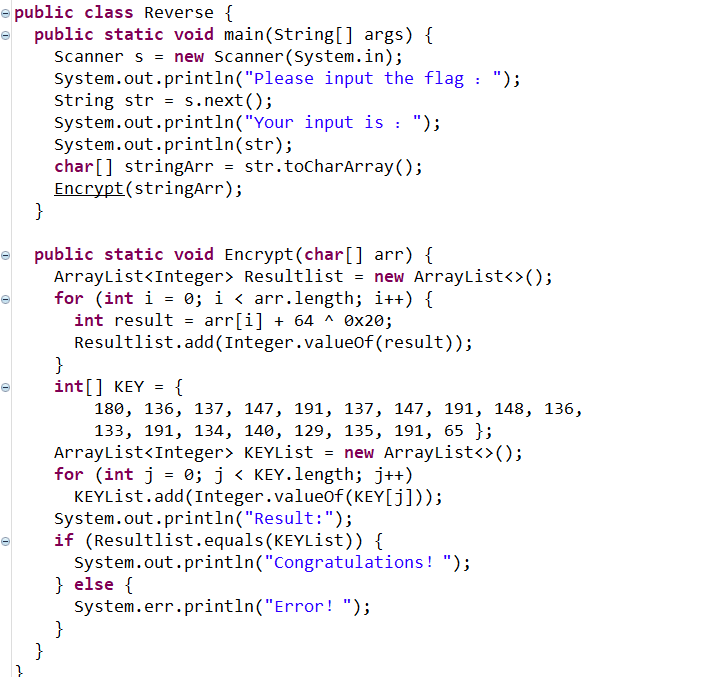 public class Reverse {
  public static void main(String[] args) {
    Scanner s = new Scanner(System.in);
    System.out.println("Please input the flag ：");
    String str = s.next();
    System.out.println("Your input is ：");
    System.out.println(str);
    char[] stringArr = str.toCharArray();
    Encrypt(stringArr);
  }

  public static void Encrypt(char[] arr) {
    ArrayList<Integer> Resultlist = new ArrayList<>();
    for (int i = 0; i < arr.length; i++) {
      int result = arr[i] + 64 ^ 0x20;
      Resultlist.add(Integer.valueOf(result));
    }
    int[] KEY = {
        180, 136, 137, 147, 191, 137, 147, 191, 148, 136,
        133, 191, 134, 140, 129, 135, 191, 65 };
    ArrayList<Integer> KEYList = new ArrayList<>();
    for (int j = 0; j < KEY.length; j++)
      KEYList.add(Integer.valueOf(KEY[j]));
    System.out.println("Result:");
    if (Resultlist.equals(KEYList)) {
      System.out.println("Congratulations！");
    } else {
      System.err.println("Error！");
    }
  }
}